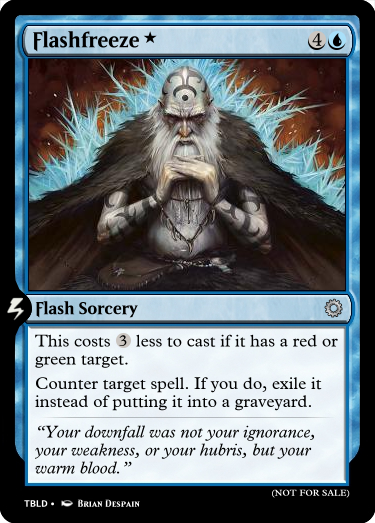 Flashfreeze ★ 4
Flash Sorcery
This costs 3 less to cast if it has a red or
green target.
Counter target spell. If you do, exile it
instead of putting it into a graveyard.
“Your downfall was not your ignorance,
your weakness, or your hubris, but your
warm blood.”
(NOT FOR SALE)
TBLD • BRIAN DESPAIN